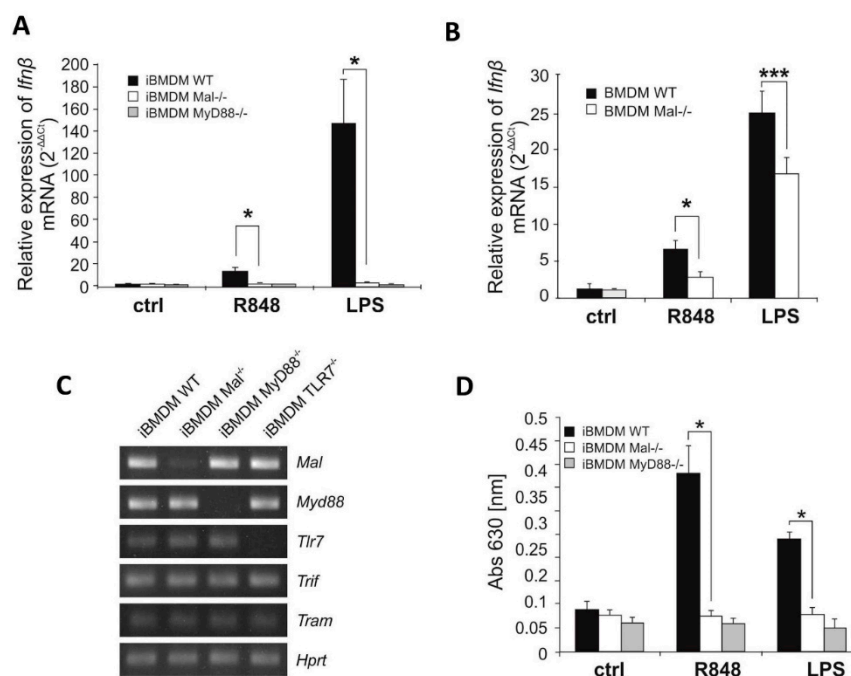 A
Relative expression of Ifnβ
mRNA (2^-ΔΔCt)
200
180
160
140
120
100
80
60
40
20
0
iBMDM WT
iBMDM Mal-/-
iBMDM MyD88-/-
*
*
ctrl R848 LPS
B
Relative expression of Ifnβ
mRNA (2^-ΔΔCt)
30
25
20
15
10
5
0
BMDM WT
BMDM Mal-/-
*
***
ctrl R848 LPS
C
iBMDM WT
iBMDM Mal-/-
iBMDM MyD88-/-
iBMDM TLR7-/-
Mal
Myd88
Tlr7
Trif
Tram
Hprt
D
Abs 630 [nm]
0.5
0.45
0.4
0.35
0.3
0.25
0.2
0.1
0.05
0
iBMDM WT
iBMDM Mal-/-
iBMDM MyD88-/-
*
*
ctrl R848 LPS